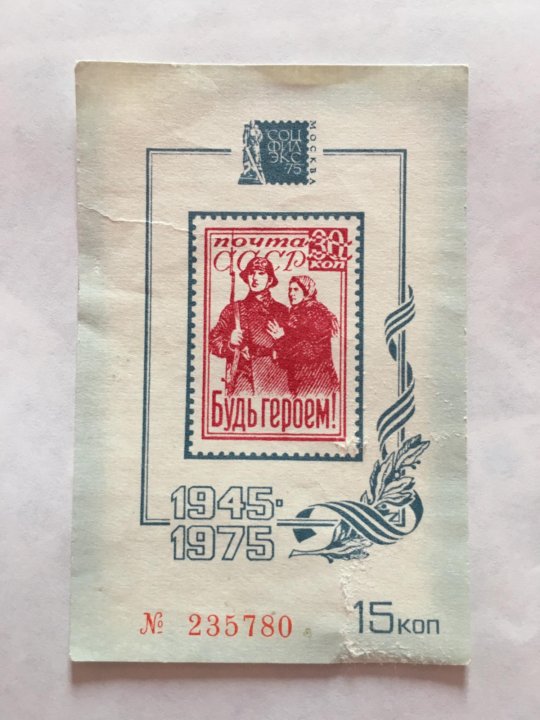 СОЦ
ФИЛ
ЭКС
75
МОСКВА
почта
СССР
30
коп
Будь героем!
1945-
1975
№ 235780
15 коп